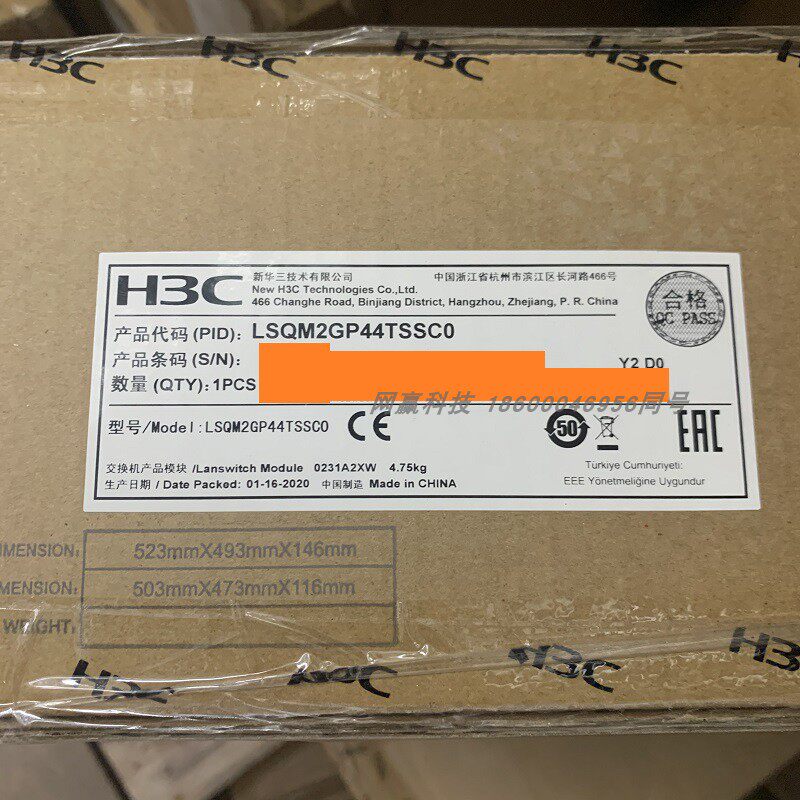 H3C H3C H3C
H3C 新华三技术有限公司 中国浙江省杭州市滨江区长河路466号
New H3C Technologies Co.,Ltd.
466 Changhe Road, Binjiang District, Hangzhou, Zhejiang, P. R. China
合格
QC PASS
产品代码 (PID): LSQM2GP44TSSC0
产品条码 (S/N):
Y2 D0
数量 (QTY): 1PCS
网赢科技 18600046956同号
型号/Model: LSQM2GP44TSSC0 CE 50 EAC
交换机产品模块 /Lanswitch Module 0231A2XW 4.75kg
Türkiye Cumhuriyeti:
生产日期 / Date Packed: 01-16-2020 中国制造 Made in CHINA
EEE Yönetmeliğine Uygundur
IMENSION: 523mmX493mmX146mm
MENSION: 503mmX473mmX116mm
WEIGHT:
H3C H3C H3C H3C